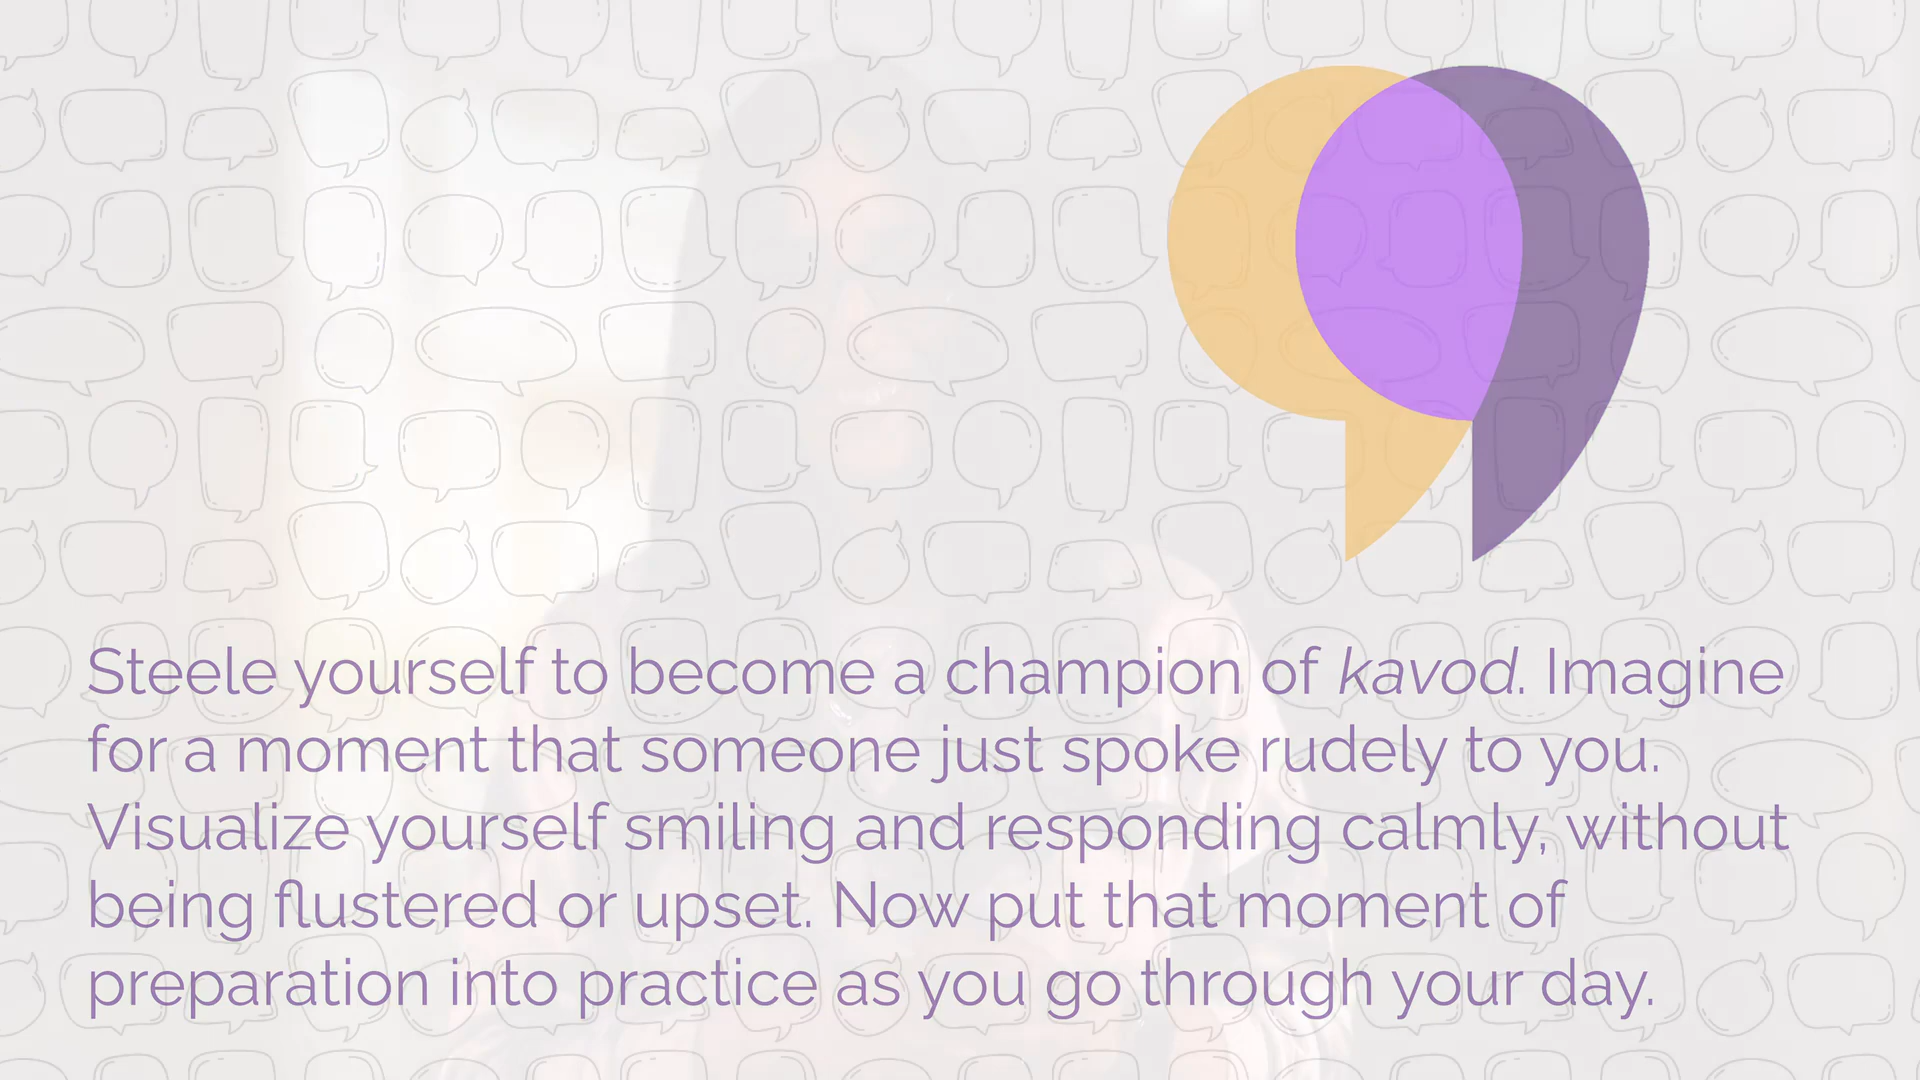 Steele yourself to become a champion of kavod. Imagine
for a moment that someone just spoke rudely to you.
Visualize yourself smiling and responding calmly, without
being flustered or upset. Now put that moment of
preparation into practice as you go through your day.